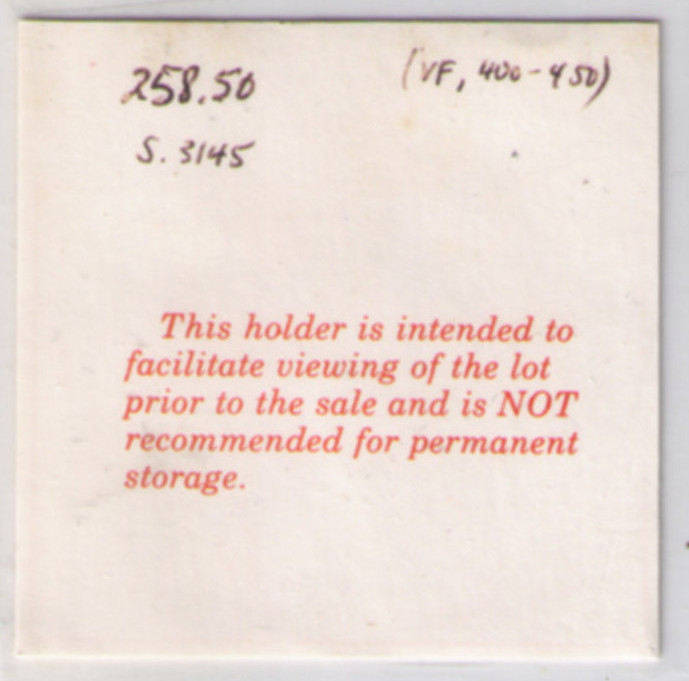 258.50 (VF, 400-450)
S. 3145
This holder is intended to
facilitate viewing of the lot
prior to the sale and is NOT
recommended for permanent
storage.